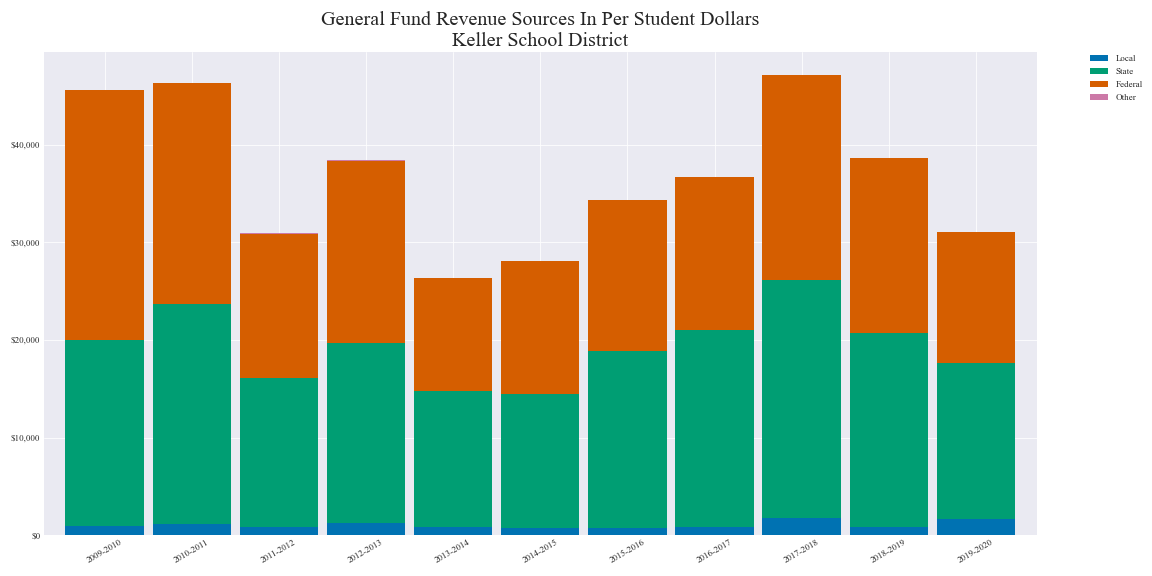 General Fund Revenue Sources In Per Student Dollars
Keller School District
Local
State
Federal
Other
$40,000
$30,000
$20,000
$10,000
$0
2009-2010
2010-2011
2011-2012
2012-2013
2013-2014
2014-2015
2015-2016
2016-2017
2017-2018
2018-2019
2019-2020